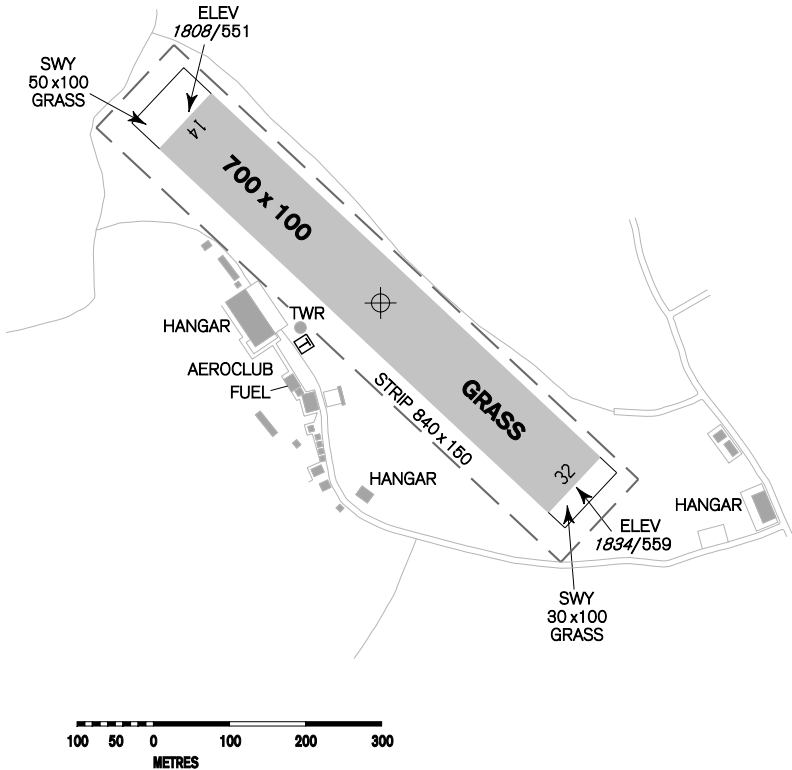 ELEV
1808/551
SWY
50 x100
GRASS
14
700 x 100
TWR
T
HANGAR
AEROCLUB
FUEL
STRIP 840 x 150
GRASS
32
HANGAR
HANGAR
ELEV
1834/559
SWY
30 x100
GRASS
100 50 0 100 200 300
METRES